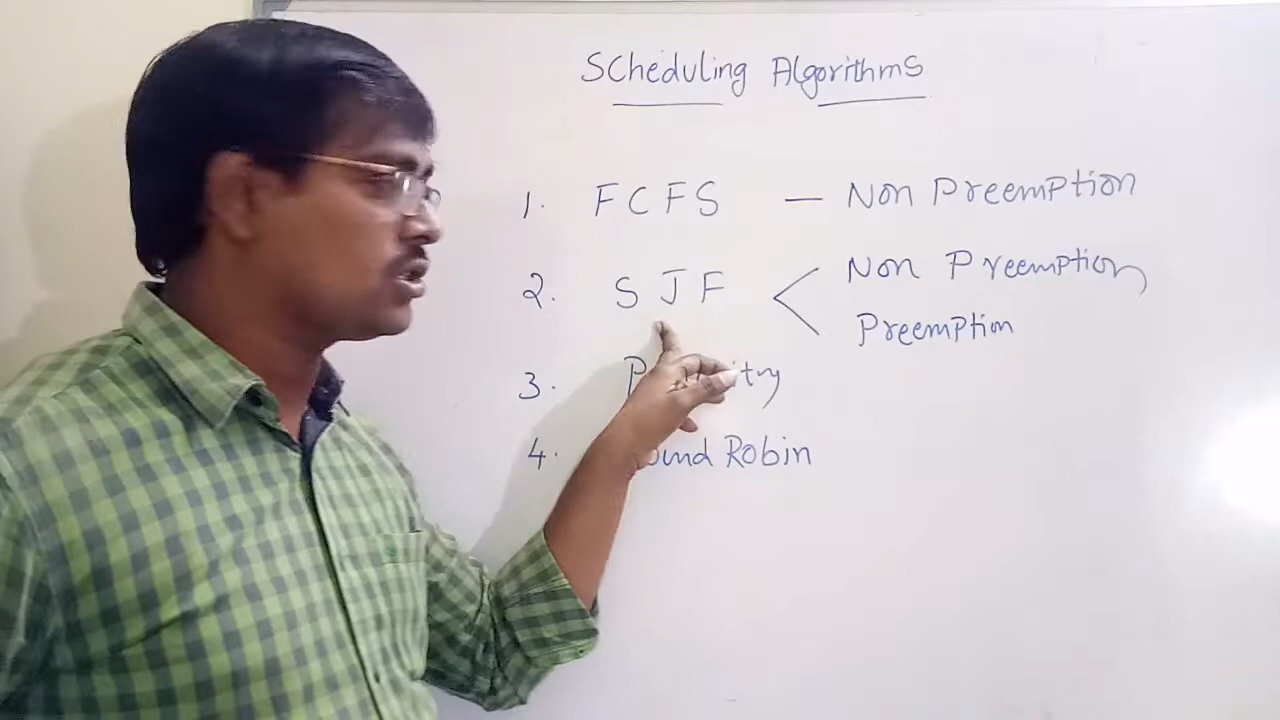 Scheduling Algorithms
1. FCFS — Non Preemption
2. SJF < Non Preemption
Preemption
3.
4. Robin